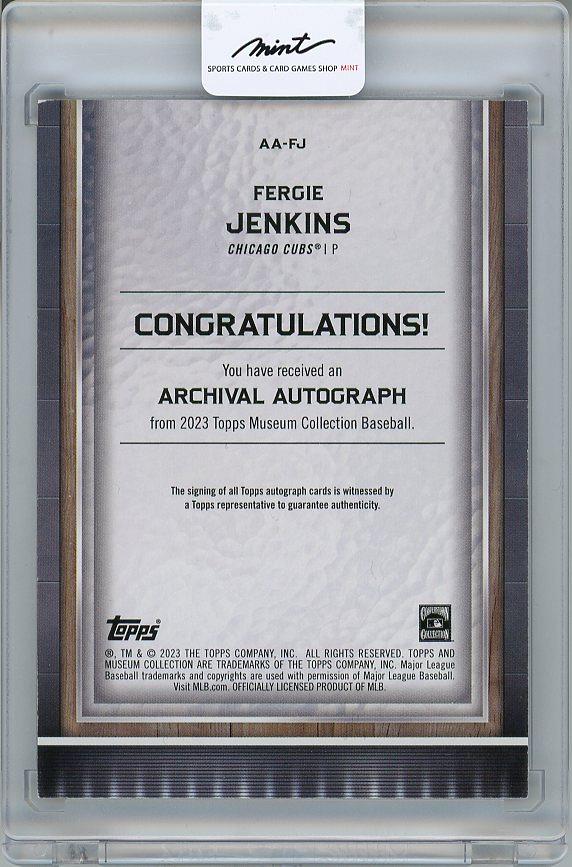 mint
SPORTS CARDS & CARD GAMES SHOP MINT
AA-FJ
FERGIE
JENKINS
CHICAGO CUBS® | P
CONGRATULATIONS!
You have received an
ARCHIVAL AUTOGRAPH
from 2023 Topps Museum Collection Baseball.
The signing of all Topps autograph cards is witnessed by
a Topps representative to guarantee authenticity.
Topps®
COOPERSTOWN
COLLECTION
®, TM & © 2023 THE TOPPS COMPANY, INC. ALL RIGHTS RESERVED. TOPPS AND
MUSEUM COLLECTION ARE TRADEMARKS OF THE TOPPS COMPANY, INC. Major League
Baseball trademarks and copyrights are used with permission of Major League Baseball.
Visit MLB.com. OFFICIALLY LICENSED PRODUCT OF MLB.